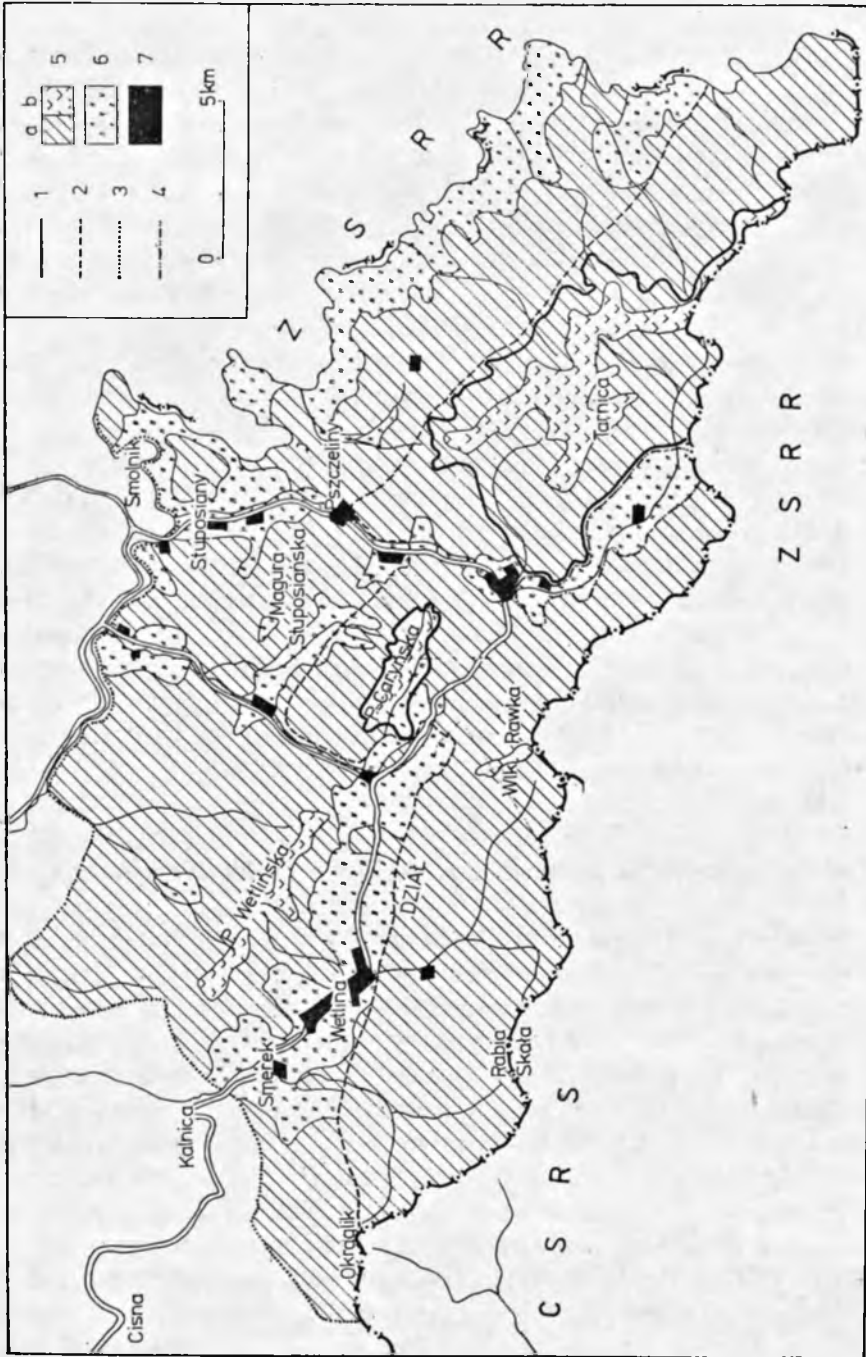 a b
1 5
2 6
3 7
4
0 5km
Z S R R
Smolnik
Stuposiany
Pszczeliny
Magura
Stuposiańska
Tarnica
P. Caryńska
P. Wetlińska
Wlk. Rawka
DZIAŁ
Wetlina
Smerek
Kalnica
Cisna
Rabia
Skała
Okrąglik
C S R S
Z S R R